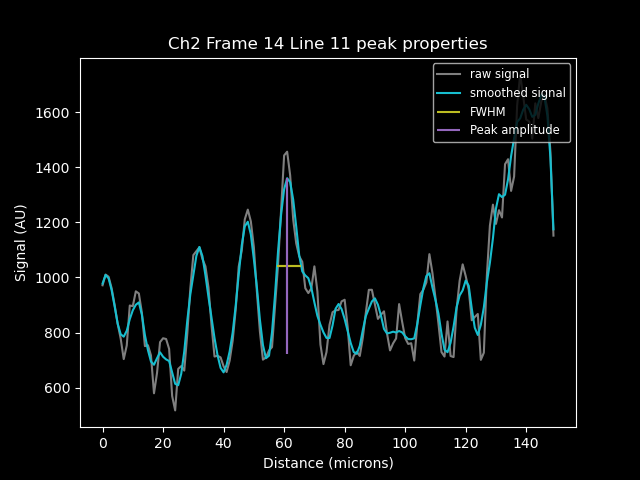 Ch2 Frame 14 Line 11 peak properties
raw signal
smoothed signal
FWHM
Peak amplitude
Signal (AU)
1600
1400
1200
1000
800
600
0 20 40 60 80 100 120 140
Distance (microns)